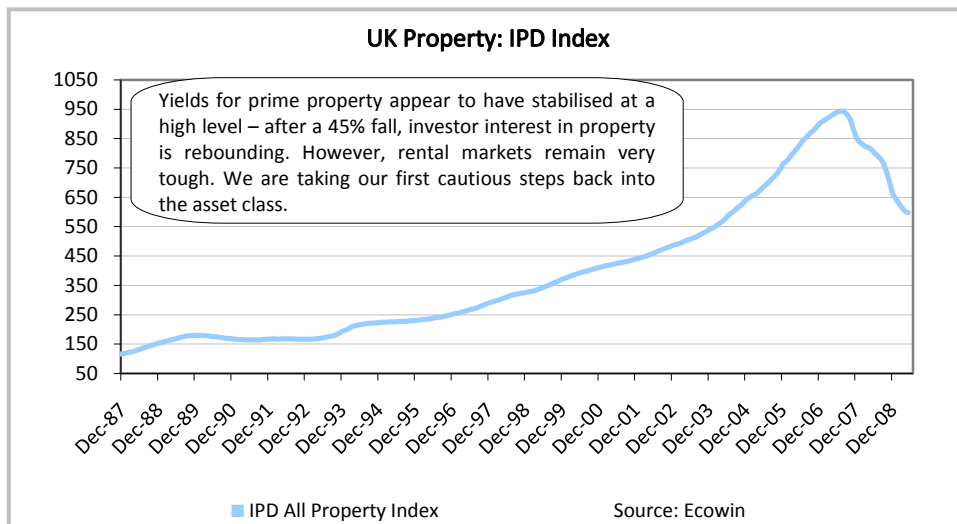 UK Property: IPD Index
1050
950
850
750
650
550
450
350
250
150
50
Yields for prime property appear to have stabilised at a
high level – after a 45% fall, investor interest in property
is rebounding. However, rental markets remain very
tough. We are taking our first cautious steps back into
the asset class.
Dec-87
Dec-88
Dec-89
Dec-90
Dec-91
Dec-92
Dec-93
Dec-94
Dec-95
Dec-96
Dec-97
Dec-98
Dec-99
Dec-00
Dec-01
Dec-02
Dec-03
Dec-04
Dec-05
Dec-06
Dec-07
Dec-08
IPD All Property Index Source: Ecowin